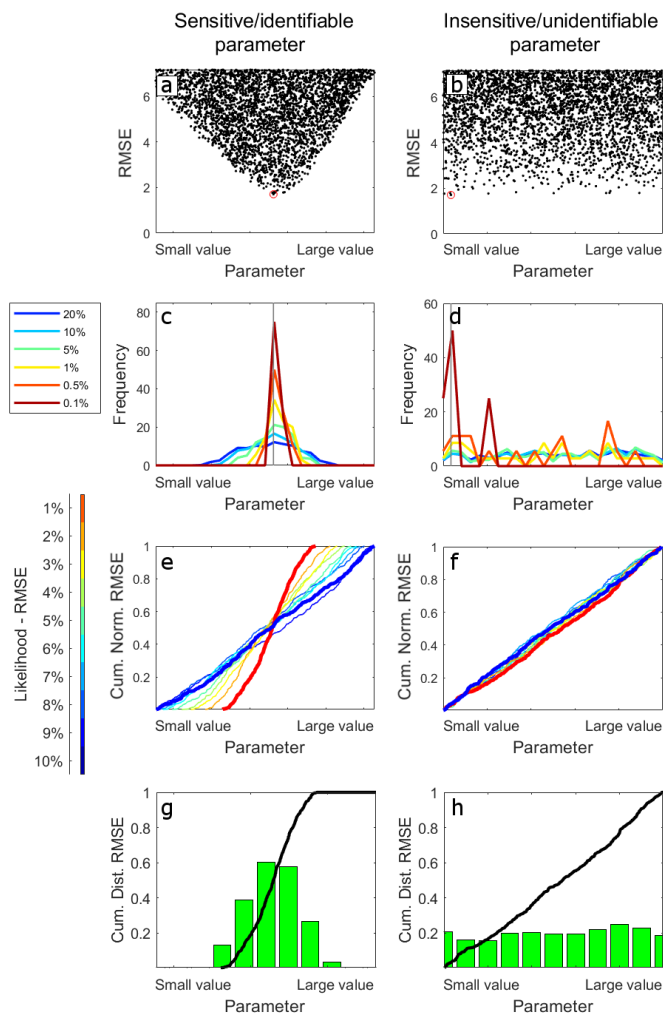 Sensitive/identifiable
parameter
Insensitive/unidentifiable
parameter
a
RMSE
6
4
2
0
Small value
Large value
Parameter
b
RMSE
6
4
2
0
Small value
Large value
Parameter
20%
10%
5%
1%
0.5%
0.1%
c
Frequency
80
60
40
20
0
Small value
Large value
Parameter
d
Frequency
60
40
20
0
Small value
Large value
Parameter
Likelihood - RMSE
1%
2%
3%
4%
5%
6%
7%
8%
9%
10%
e
Cum. Norm. RMSE
1
0.8
0.6
0.4
0.2
Small value
Large value
Parameter
f
Cum. Norm. RMSE
1
0.8
0.6
0.4
0.2
Small value
Large value
Parameter
g
Cum. Dist. RMSE
1
0.8
0.6
0.4
0.2
Small value
Large value
Parameter
h
Cum. Dist. RMSE
1
0.8
0.6
0.4
0.2
Small value
Large value
Parameter